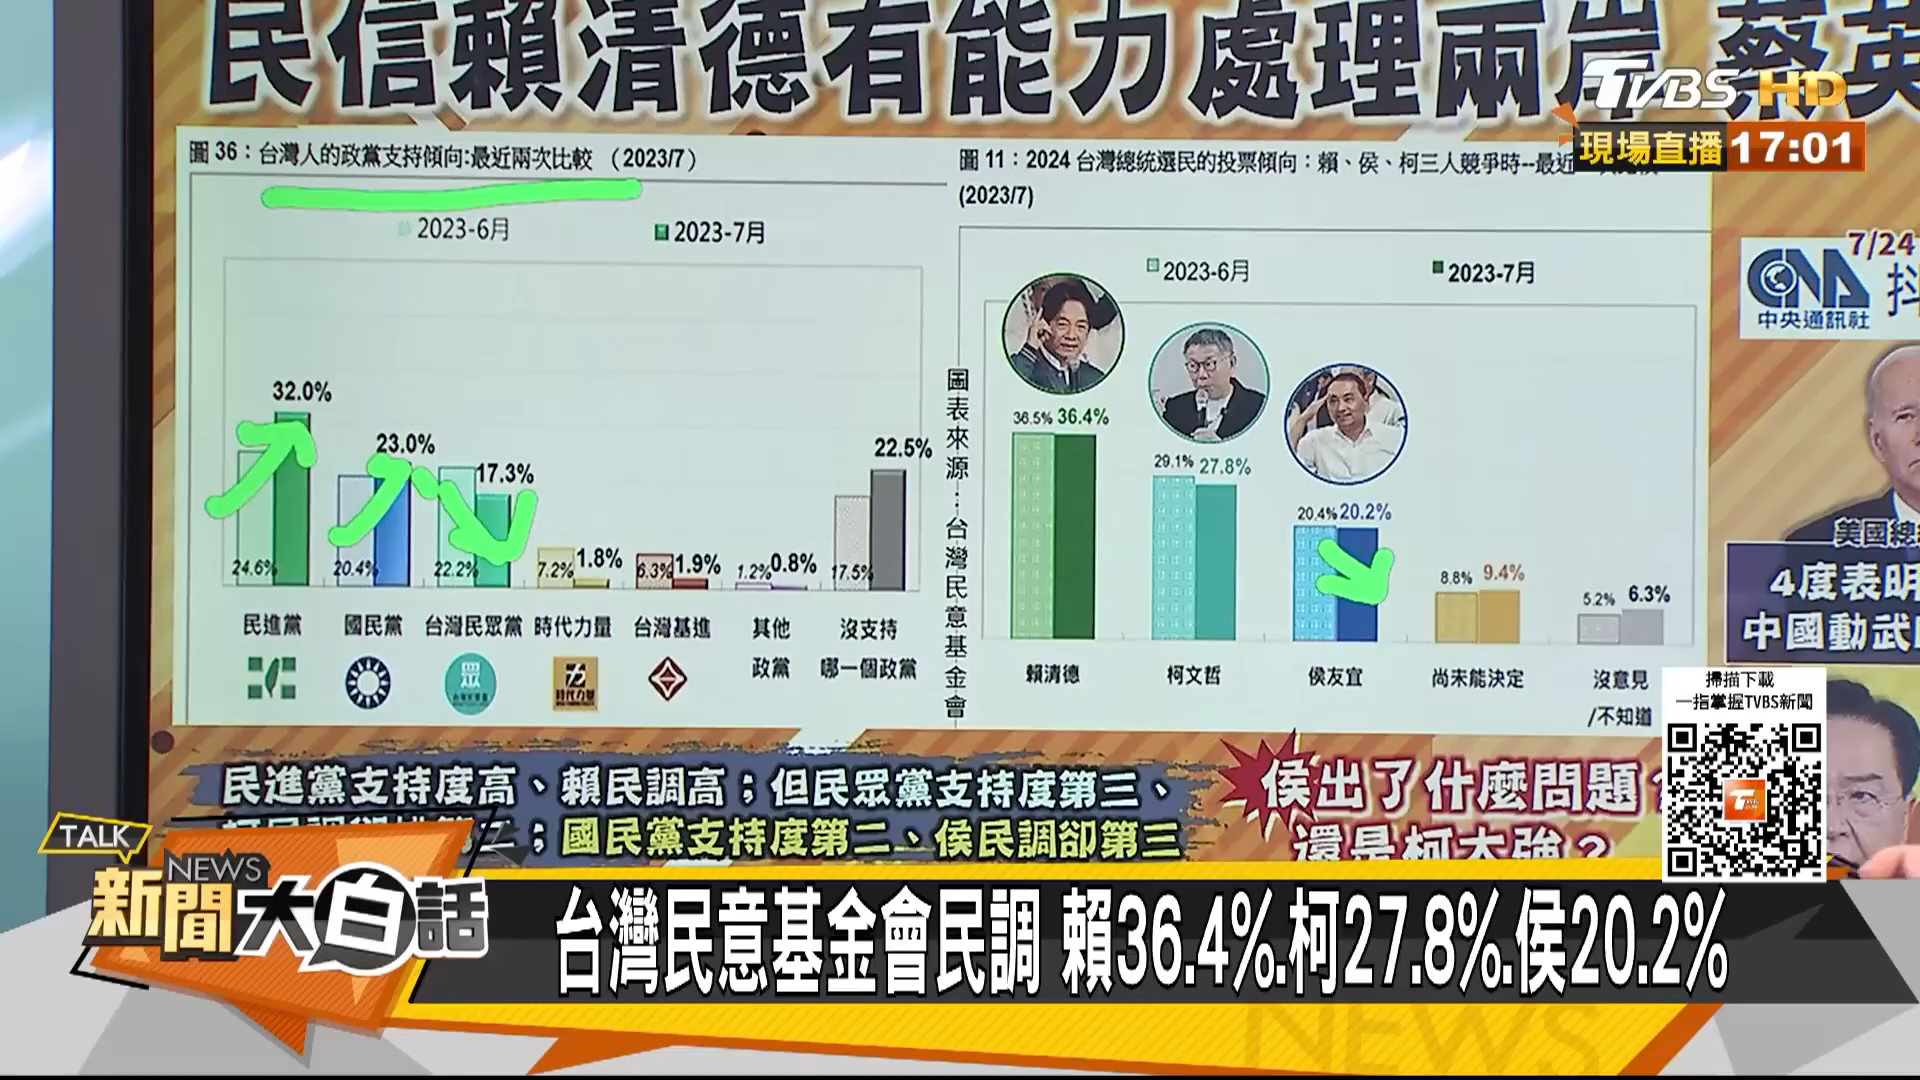 民信賴清德有能力處理兩岸 蔡英
TVBS HD
現場直播 17:01
圖 36：台灣人的政黨支持傾向:最近兩次比較 （2023/7）
2023-6月
2023-7月
32.0%
23.0%
17.3%
1.8%
1.9%
0.8%
22.5%
24.6%
20.4%
22.2%
7.2%
6.3%
1.2%
17.5%
民進黨
國民黨
台灣民眾黨
時代力量
台灣基進
其他
政黨
沒支持
哪一個政黨
眾
時代力量
圖表來源：台灣民意基金會
圖 11：2024 台灣總統選民的投票傾向：賴、侯、柯三人競爭時--最近
(2023/7)
2023-6月
2023-7月
36.5% 36.4%
29.1% 27.8%
20.4% 20.2%
8.8% 9.4%
5.2% 6.3%
賴清德
柯文哲
侯友宜
尚未能決定
沒意見
/不知道
7/24
CNA
中央通訊社
抖
美國總
4度表明
中國動武
掃描下載
一指掌握TVBS新聞
TVBS
民進黨支持度高、賴民調高；但民眾黨支持度第三、
；國民黨支持度第二、侯民調卻第三
侯出了什麼問題？
還是柯太強？
TALK
NEWS
新聞大白話
台灣民意基金會民調 賴36.4%.柯27.8%.侯20.2%
NEWS